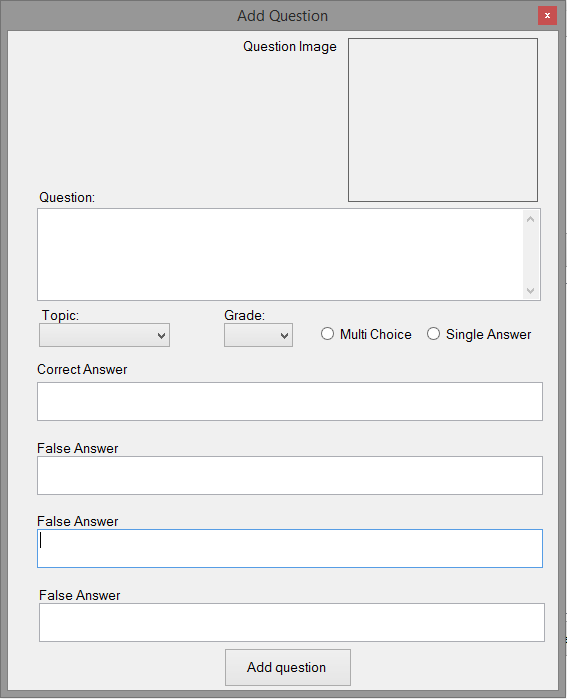 Add Question
x
Question Image
Question:
Topic:
Grade:
Multi Choice
Single Answer
Correct Answer
False Answer
False Answer
False Answer
Add question